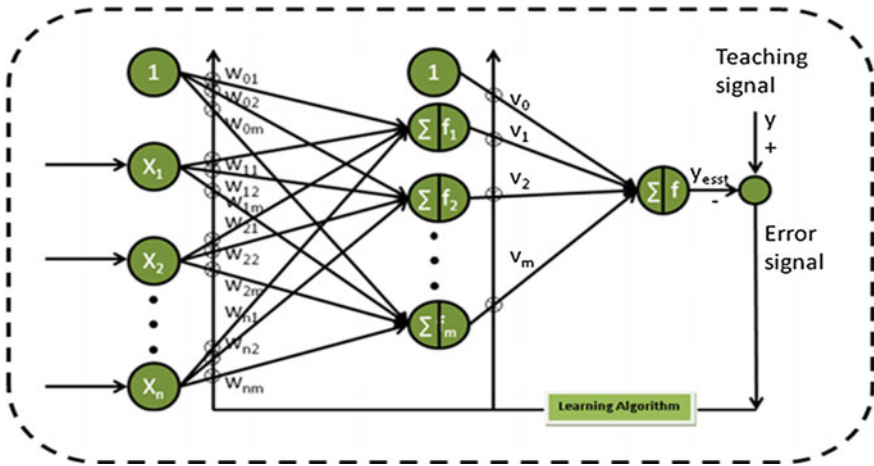 1
X1
X2
Xn
W01
W02
W0m
W11
W12
W1m
W21
W22
W2m
Wn1
Wn2
Wnm
1
Σ f1
Σ f2
Σ fm
V0
V1
V2
Vm
Σ f
yesst
-
Teaching
signal
y
+
Error
signal
Learning Algorithm